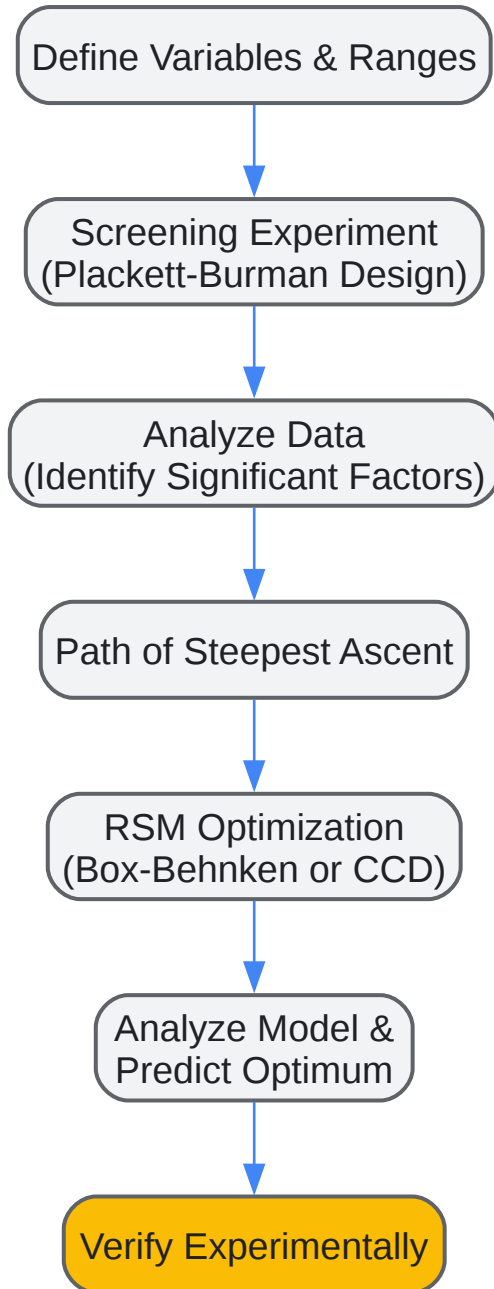 Define Variables & Ranges
Screening Experiment
(Plackett-Burman Design)
Analyze Data
(Identify Significant Factors)
Path of Steepest Ascent
RSM Optimization
(Box-Behnken or CCD)
Analyze Model &
Predict Optimum
Verify Experimentally